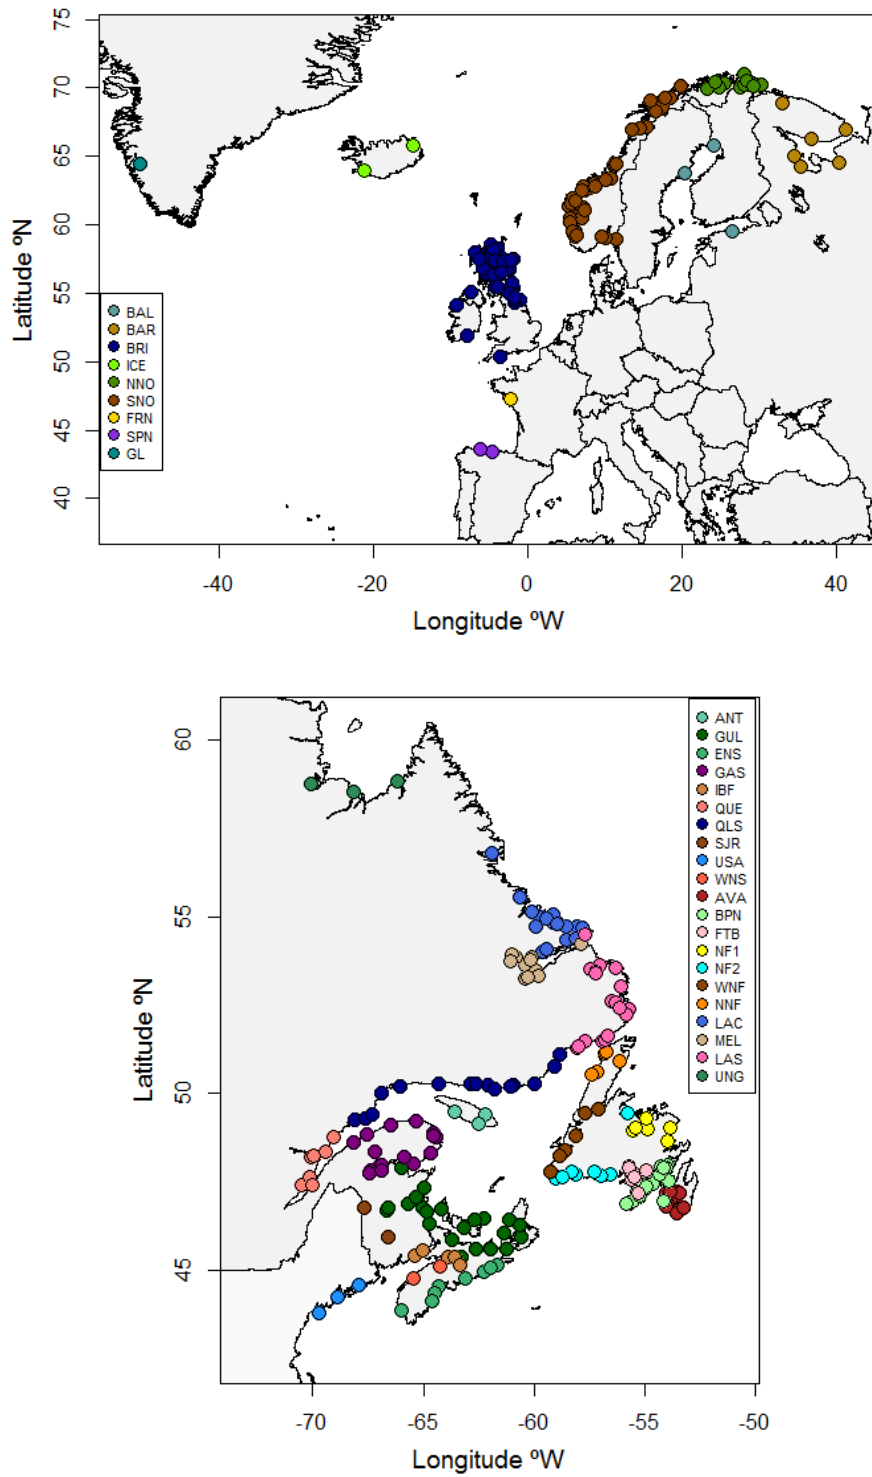 75
70
65
60
55
50
45
40
Latitude ºN
BAL
BAR
BRI
ICE
NNO
SNO
FRN
SPN
GL
-40
-20
0
20
40
Longitude ºW
60
55
50
45
Latitude ºN
ANT
GUL
ENS
GAS
IBF
QUE
QLS
SJR
USA
WNS
AVA
BPN
FTB
NF1
NF2
WNF
NNF
LAC
MEL
LAS
UNG
-70
-65
-60
-55
-50
Longitude ºW